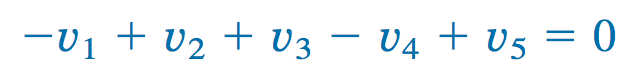 −v₁ + v₂ + v₃ − v₄ + v₅ = 0